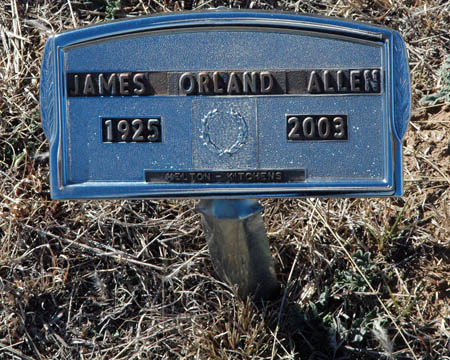 JAMES ORLAND ALLEN
1925 2003
MELTON - KITCHENS